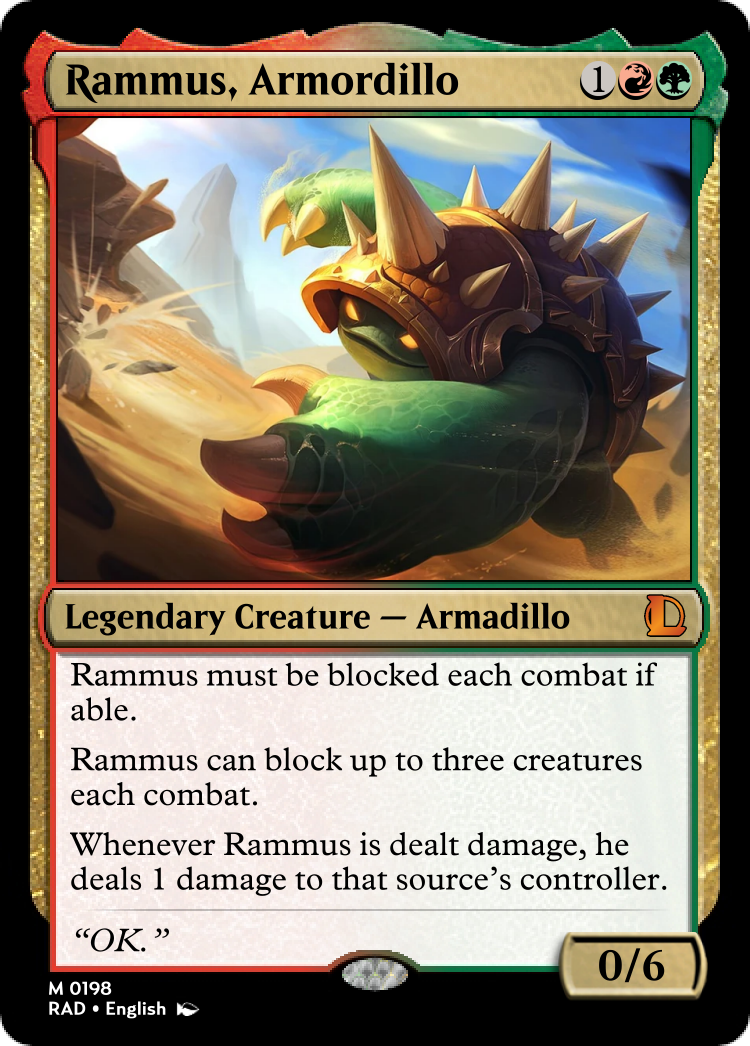 Rammus, Armordillo
1
Legendary Creature — Armadillo
Rammus must be blocked each combat if
able.
Rammus can block up to three creatures
each combat.
Whenever Rammus is dealt damage, he
deals 1 damage to that source's controller.
“OK.”
0/6
M 0198
RAD • English